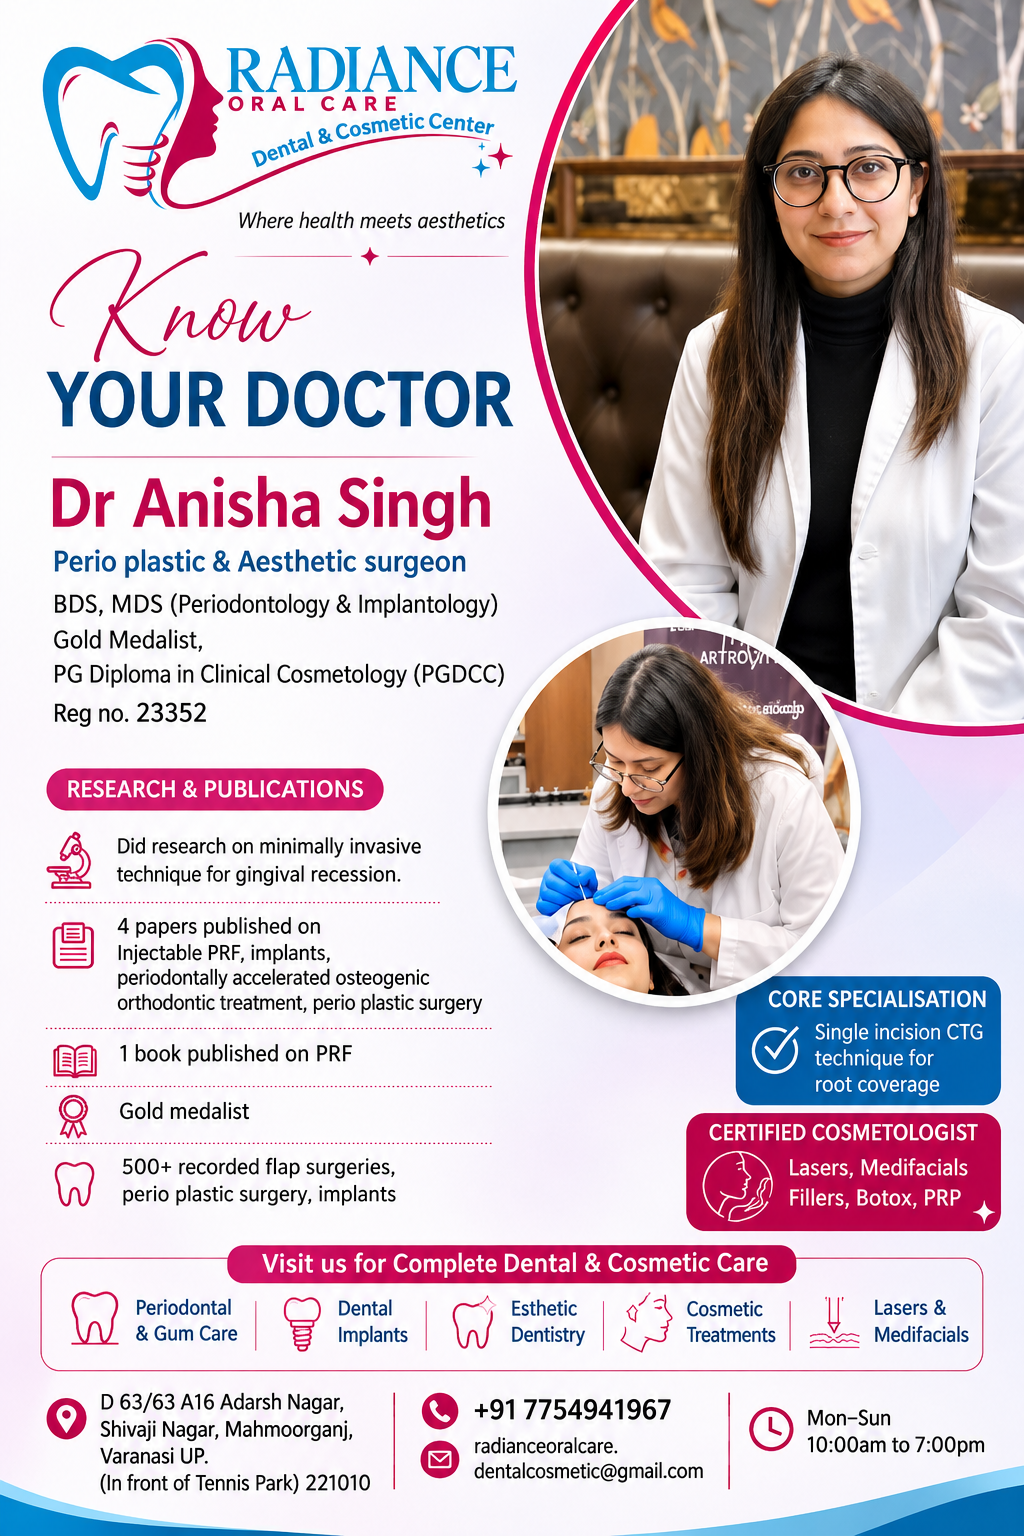 RADIANCE
ORAL CARE
Dental & Cosmetic Center
Where health meets aesthetics
Know
YOUR DOCTOR
Dr Anisha Singh
Perio plastic & Aesthetic surgeon
BDS, MDS (Periodontology & Implantology)
Gold Medalist,
PG Diploma in Clinical Cosmetology (PGDCC)
Reg no. 23352
ARTROVIT
RESEARCH & PUBLICATIONS
Did research on minimally invasive
technique for gingival recession.
4 papers published on
Injectable PRF, implants,
periodontally accelerated osteogenic
orthodontic treatment, perio plastic surgery
1 book published on PRF
Gold medalist
500+ recorded flap surgeries,
perio plastic surgery, implants
CORE SPECIALISATION
Single incision CTG
technique for
root coverage
CERTIFIED COSMETOLOGIST
Lasers, Medifacials
Fillers, Botox, PRP
Visit us for Complete Dental & Cosmetic Care
Periodontal
& Gum Care
Dental
Implants
Esthetic
Dentistry
Cosmetic
Treatments
Lasers &
Medifacials
D 63/63 A16 Adarsh Nagar,
Shivaji Nagar, Mahmoorganj,
Varanasi UP.
(In front of Tennis Park) 221010
+91 7754941967
radianceoralcare.
dentalcosmetic@gmail.com
Mon–Sun
10:00am to 7:00pm